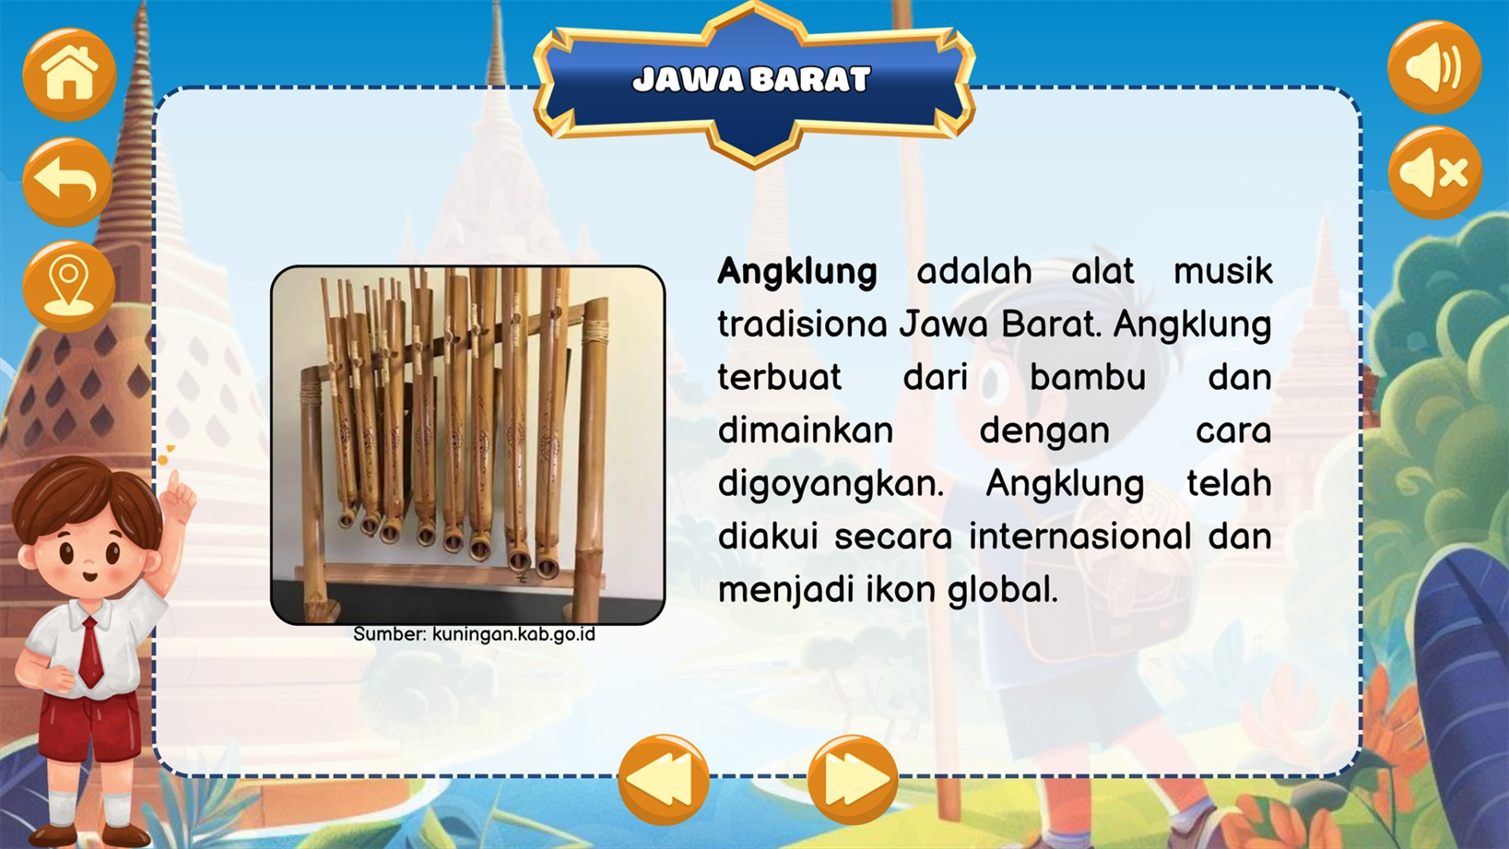 JAWA BARAT
Angklung adalah alat musik
tradisiona Jawa Barat. Angklung
terbuat dari bambu dan
dimainkan dengan cara
digoyangkan. Angklung telah
diakui secara internasional dan
menjadi ikon global.
Sumber: kuningan.kab.go.id